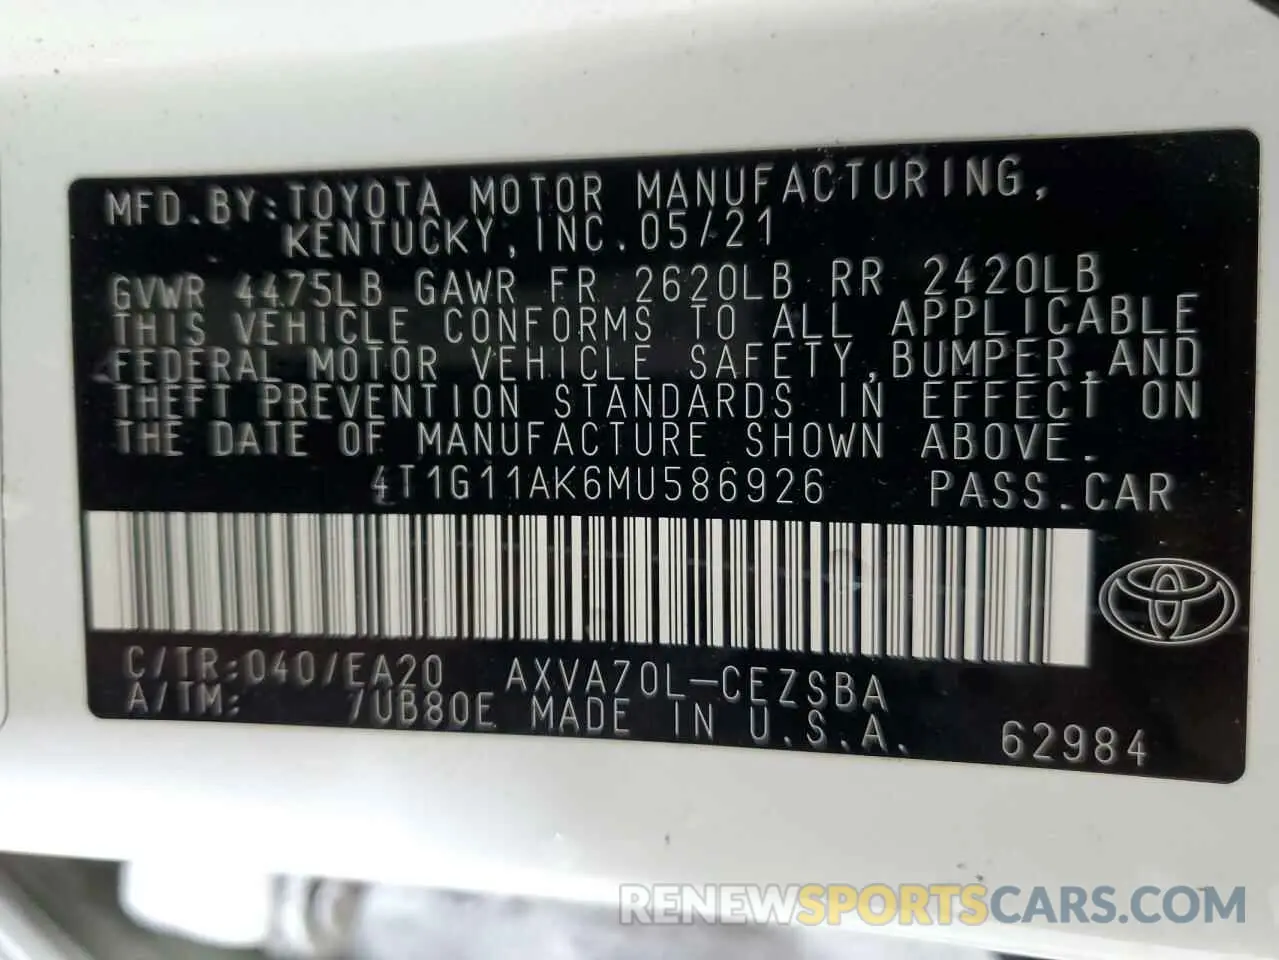 MFD.BY:TOYOTA MOTOR MANUFACTURING,
KENTUCKY, INC.05/21
GVWR 4475LB GAWR FR 2620LB RR 2420LB
THIS VEHICLE CONFORMS TO ALL APPLICABLE
FEDERAL MOTOR VEHICLE SAFETY,BUMPER,AND
THEFT PREVENTION STANDARDS IN EFFECT ON
THE DATE OF MANUFACTURE SHOWN ABOVE.
4T1G11AK6MU586926 PASS.CAR
C/TR:040/EA20 AXVA70L-CEZSBA
A/TM: 7UB80E MADE IN U.S.A. 62984
RENEWSPORTSCARS.COM